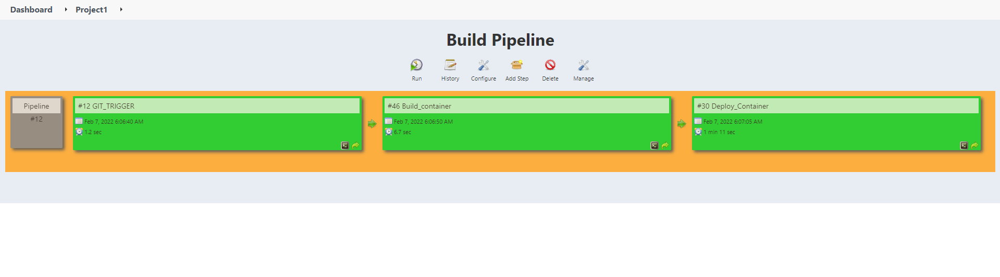 Dashboard Project1
Build Pipeline
Run History Configure Add Step Delete Manage
Pipeline
#12
#12 GIT_TRIGGER
Feb 7, 2022 6:06:40 AM
1.2 sec
#46 Build_container
Feb 7, 2022 6:06:50 AM
6.7 sec
#30 Deploy_Container
Feb 7, 2022 6:07:05 AM
1 min 11 sec